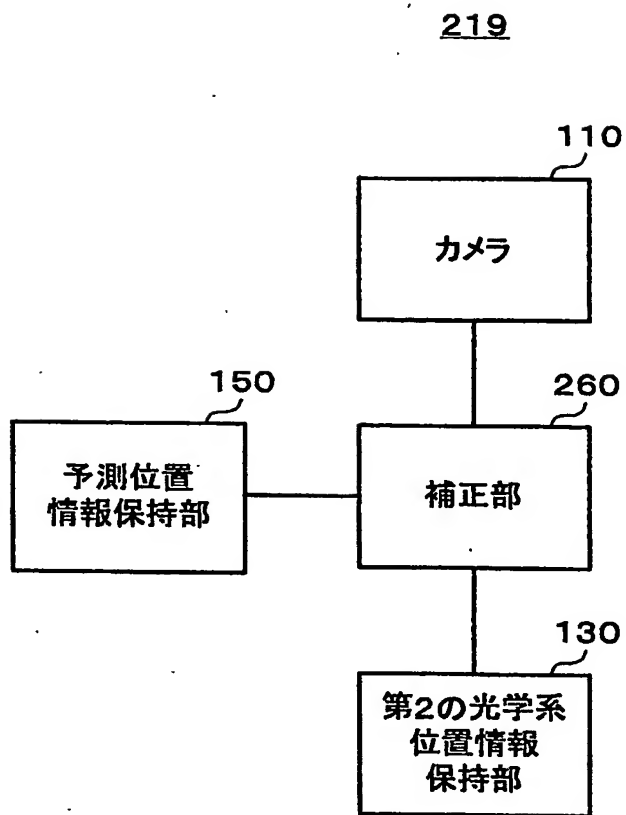 219
110
カメラ
150
予測位置
情報保持部
260
補正部
130
第2の光学系
位置情報
保持部